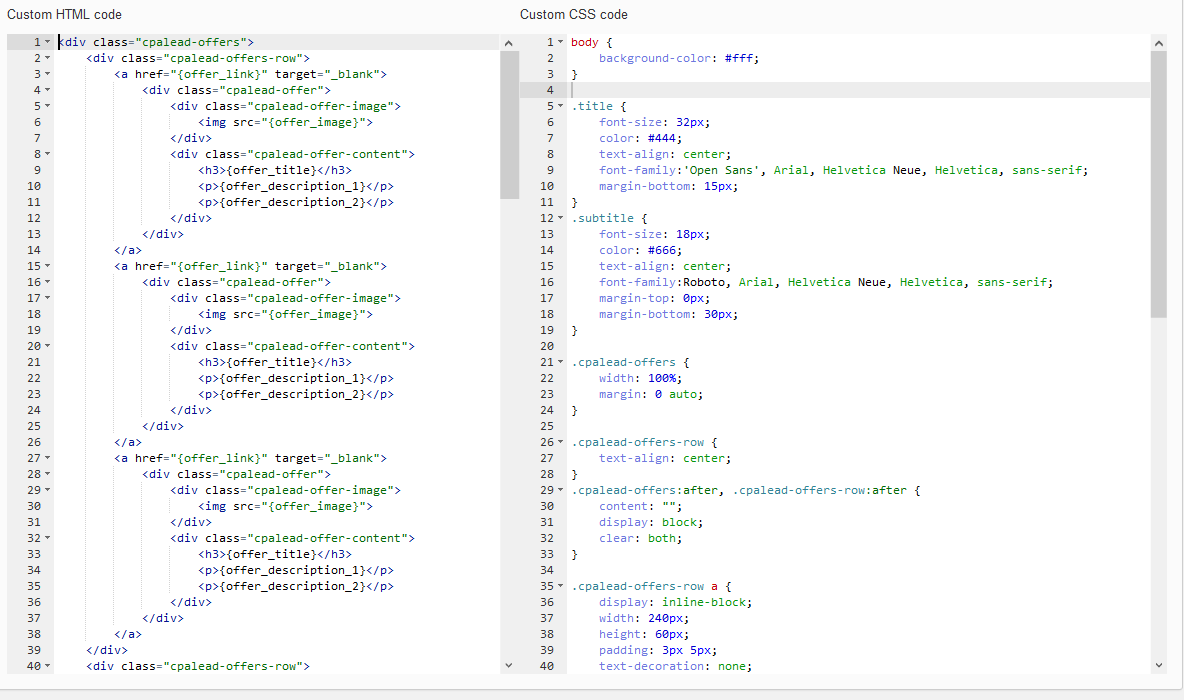 Custom HTML code
1 <div class="cpalead-offers">
2 <div class="cpalead-offers-row">
3 <a href="{offer_link}" target="_blank">
4 <div class="cpalead-offer">
5 <div class="cpalead-offer-image">
6 <img src="{offer_image}">
7 </div>
8 <div class="cpalead-offer-content">
9 <h3>{offer_title}</h3>
10 <p>{offer_description_1}</p>
11 <p>{offer_description_2}</p>
12 </div>
13 </div>
14 </a>
15 <a href="{offer_link}" target="_blank">
16 <div class="cpalead-offer">
17 <div class="cpalead-offer-image">
18 <img src="{offer_image}">
19 </div>
20 <div class="cpalead-offer-content">
21 <h3>{offer_title}</h3>
22 <p>{offer_description_1}</p>
23 <p>{offer_description_2}</p>
24 </div>
25 </div>
26 </a>
27 <a href="{offer_link}" target="_blank">
28 <div class="cpalead-offer">
29 <div class="cpalead-offer-image">
30 <img src="{offer_image}">
31 </div>
32 <div class="cpalead-offer-content">
33 <h3>{offer_title}</h3>
34 <p>{offer_description_1}</p>
35 <p>{offer_description_2}</p>
36 </div>
37 </div>
38 </a>
39 </div>
40 <div class="cpalead-offers-row">
Custom CSS code
1 body {
2 background-color: #fff;
3 }
4
5 .title {
6 font-size: 32px;
7 color: #444;
8 text-align: center;
9 font-family:'Open Sans', Arial, Helvetica Neue, Helvetica, sans-serif;
10 margin-bottom: 15px;
11 }
12 .subtitle {
13 font-size: 18px;
14 color: #666;
15 text-align: center;
16 font-family:Roboto, Arial, Helvetica Neue, Helvetica, sans-serif;
17 margin-top: 0px;
18 margin-bottom: 30px;
19 }
20
21 .cpalead-offers {
22 width: 100%;
23 margin: 0 auto;
24 }
25
26 .cpalead-offers-row {
27 text-align: center;
28 }
29 .cpalead-offers:after, .cpalead-offers-row:after {
30 content: "";
31 display: block;
32 clear: both;
33 }
34
35 .cpalead-offers-row a {
36 display: inline-block;
37 width: 240px;
38 height: 60px;
39 padding: 3px 5px;
40 text-decoration: none;